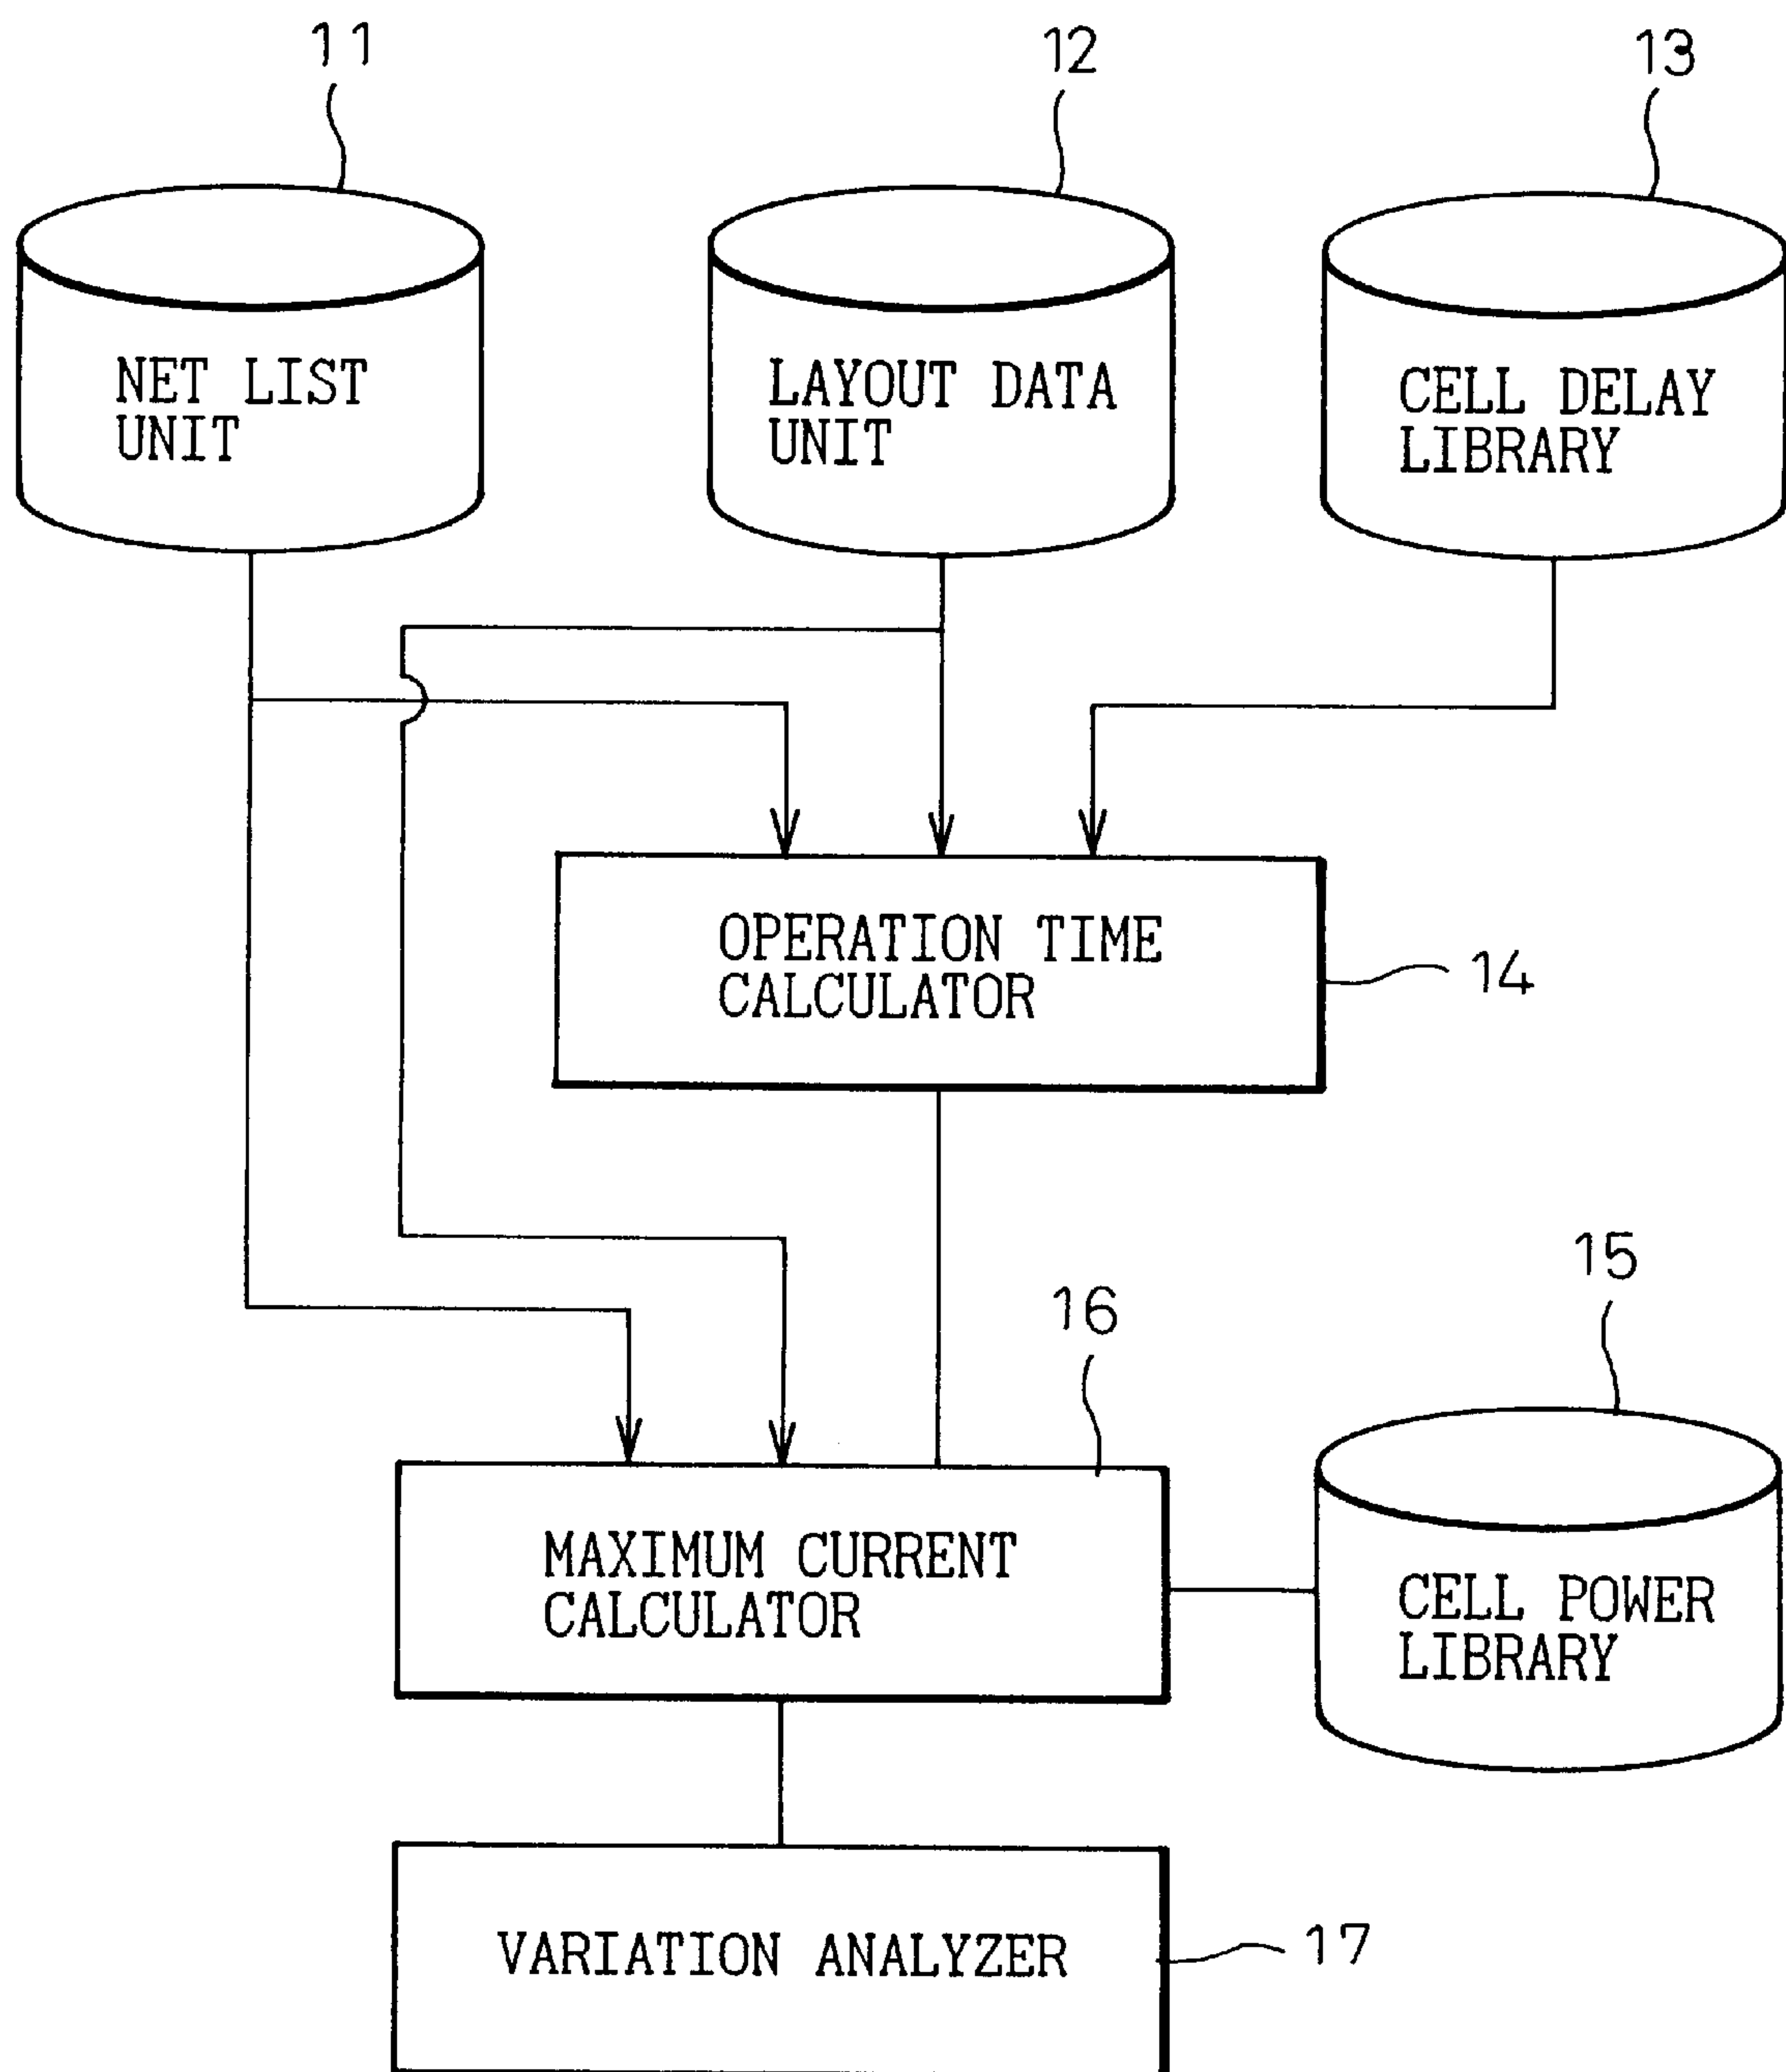 11
12
13
NET LIST
UNIT
LAYOUT DATA
UNIT
CELL DELAY
LIBRARY
OPERATION TIME
CALCULATOR
14
15
16
MAXIMUM CURRENT
CALCULATOR
CELL POWER
LIBRARY
VARIATION ANALYZER
17